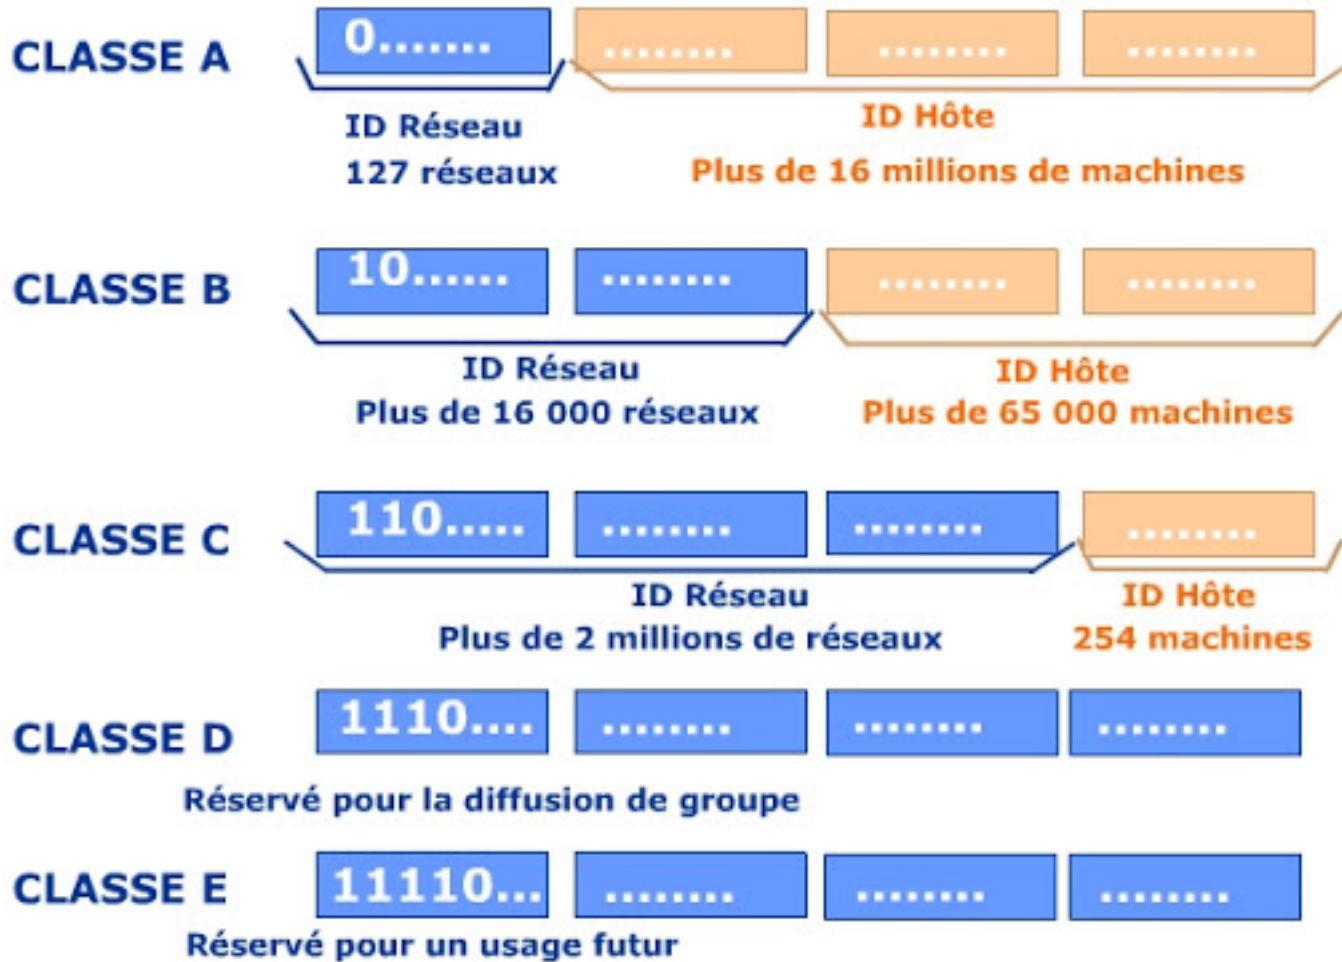 CLASSE A 0....... ........ ........ ........
ID Réseau ID Hôte
127 réseaux Plus de 16 millions de machines
CLASSE B 10...... ........ ........ ........
ID Réseau ID Hôte
Plus de 16 000 réseaux Plus de 65 000 machines
CLASSE C 110..... ........ ........ ........
ID Réseau ID Hôte
Plus de 2 millions de réseaux 254 machines
CLASSE D 1110.... ........ ........ ........
Réservé pour la diffusion de groupe
CLASSE E 11110... ........ ........ ........
Réservé pour un usage futur